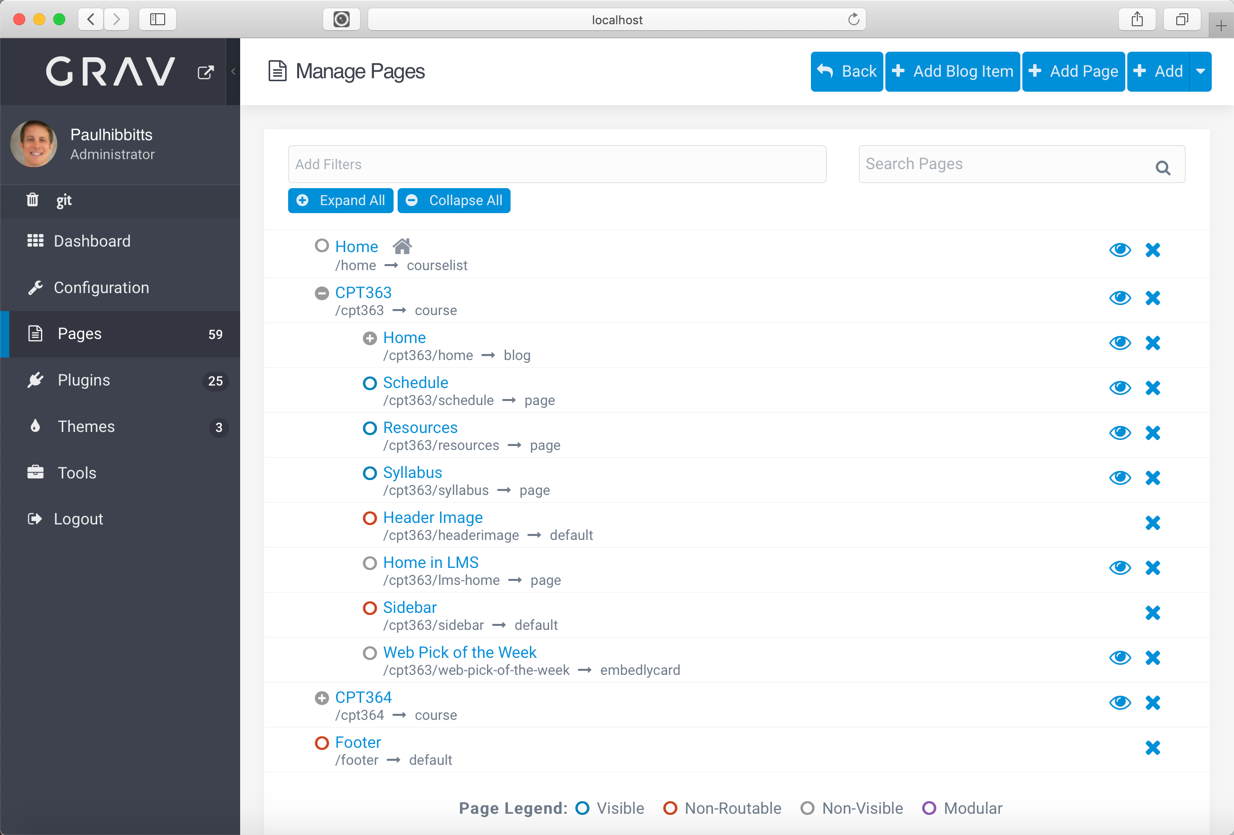 localhost
GRAV
Manage Pages
Back
Add Blog Item
Add Page
Add
Paulhibbitts
Administrator
git
Dashboard
Configuration
Pages 59
Plugins 25
Themes 3
Tools
Logout
Add Filters
Search Pages
Expand All
Collapse All
Home
/home → courselist
CPT363
/cpt363 → course
Home
/cpt363/home → blog
Schedule
/cpt363/schedule → page
Resources
/cpt363/resources → page
Syllabus
/cpt363/syllabus → page
Header Image
/cpt363/headerimage → default
Home in LMS
/cpt363/lms-home → page
Sidebar
/cpt363/sidebar → default
Web Pick of the Week
/cpt363/web-pick-of-the-week → embedlycard
CPT364
/cpt364 → course
Footer
/footer → default
Page Legend: Visible Non-Routable Non-Visible Modular